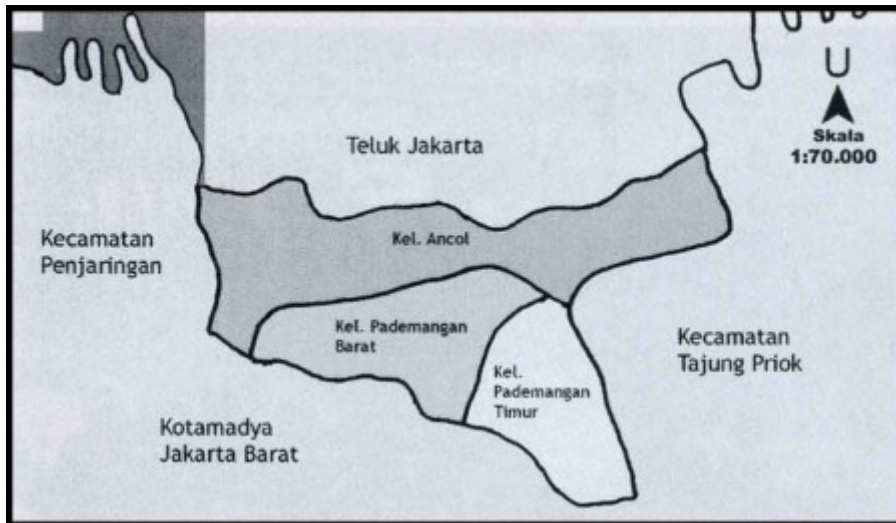 U
Skala
1:70.000
Teluk Jakarta
Kecamatan
Penjaringan
Kel. Ancol
Kel. Pademangan
Barat
Kel.
Pademangan
Timur
Kecamatan
Tajung Priok
Kotamadya
Jakarta Barat